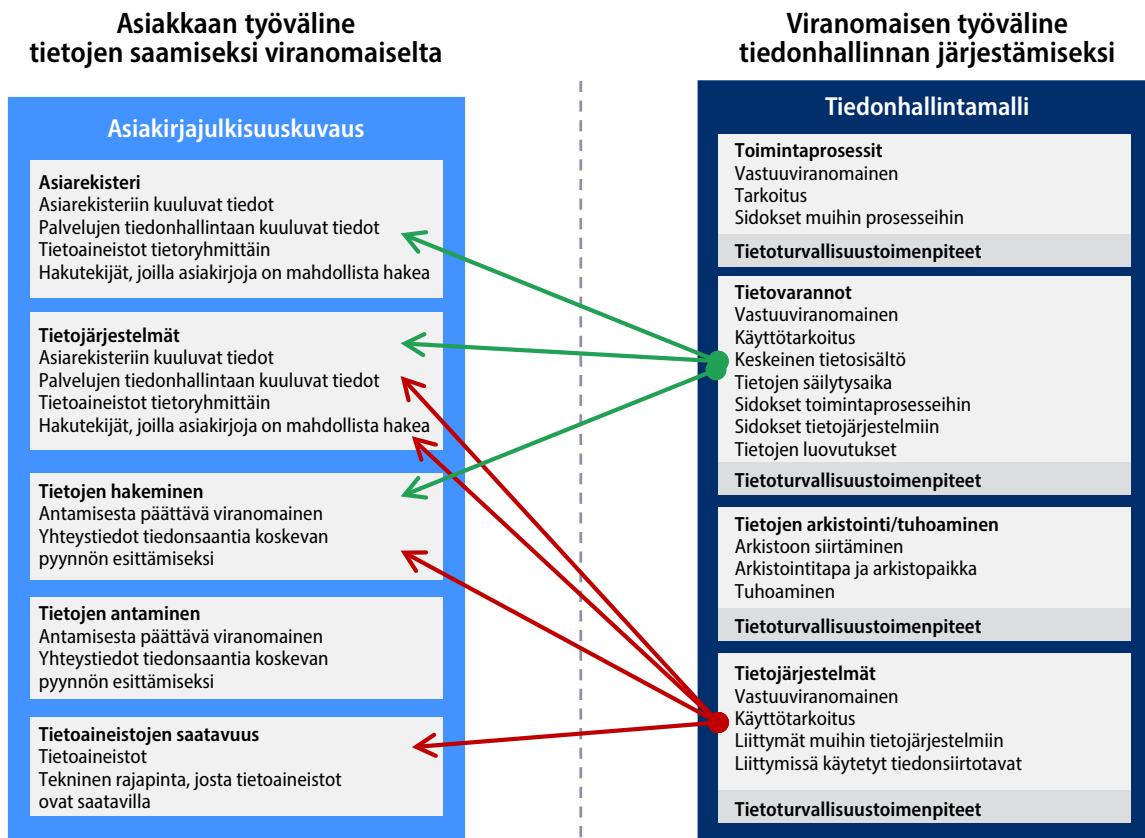 Asiakkaan työväline
tietojen saamiseksi viranomaiselta
Asiakirjajulkisuuskuvaus
Asiarekisteri
Asiarekisteriin kuuluvat tiedot
Palvelujen tiedonhallintaan kuuluvat tiedot
Tietoaineistot tietoryhmittäin
Hakutekijät, joilla asiakirjoja on mahdollista hakea
Tietojärjestelmät
Asiarekisteriin kuuluvat tiedot
Palvelujen tiedonhallintaan kuuluvat tiedot
Tietoaineistot tietoryhmittäin
Hakutekijät, joilla asiakirjoja on mahdollista hakea
Tietojen hakeminen
Antamisesta päättävä viranomainen
Yhteystiedot tiedonsaantia koskevan
pyynnön esittämiseksi
Tietojen antaminen
Antamisesta päättävä viranomainen
Yhteystiedot tiedonsaantia koskevan
pyynnön esittämiseksi
Tietoaineistojen saatavuus
Tietoaineistot
Tekninen rajapinta, josta tietoaineistot
ovat saatavilla
Viranomaisen työväline
tiedonhallinnan järjestämiseksi
Tiedonhallintamalli
Toimintaprosessit
Vastuuviranomainen
Tarkoitus
Sidokset muihin prosesseihin
Tietoturvallisuustoimenpiteet
Tietovarannot
Vastuuviranomainen
Käyttötarkoitus
Keskeinen tietosisältö
Tietojen säilytysaika
Sidokset toimintaprosesseihin
Sidokset tietojärjestelmiin
Tietojen luovutukset
Tietoturvallisuustoimenpiteet
Tietojen arkistointi/tuhoaminen
Arkistoon siirtäminen
Arkistointitapa ja arkistopaikka
Tuhoaminen
Tietoturvallisuustoimenpiteet
Tietojärjestelmät
Vastuuviranomainen
Käyttötarkoitus
Liittymät muihin tietojärjestelmiin
Liittymissä käytetyt tiedonsiirtotavat
Tietoturvallisuustoimenpiteet